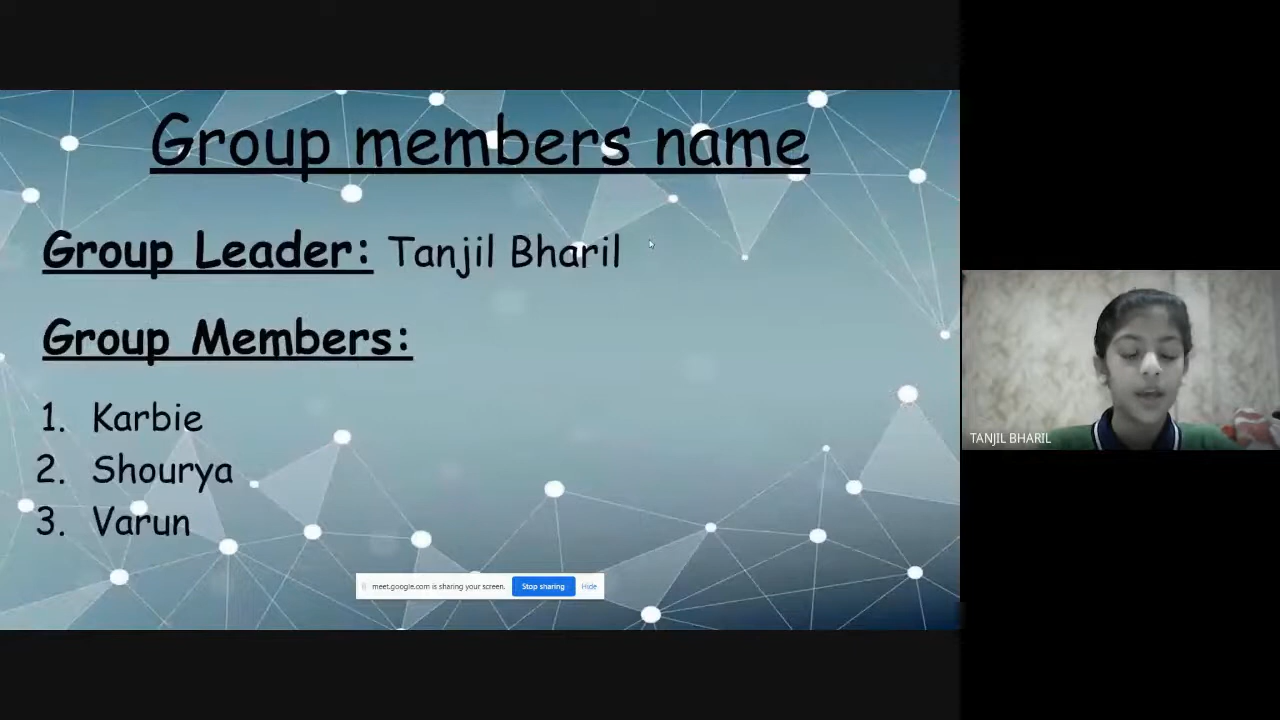 Group members name
Group Leader: Tanjil Bharil
Group Members:
1. Karbie
2. Shourya
3. Varun
meet.google.com is sharing your screen. Stop sharing Hide
TANJIL BHARIL